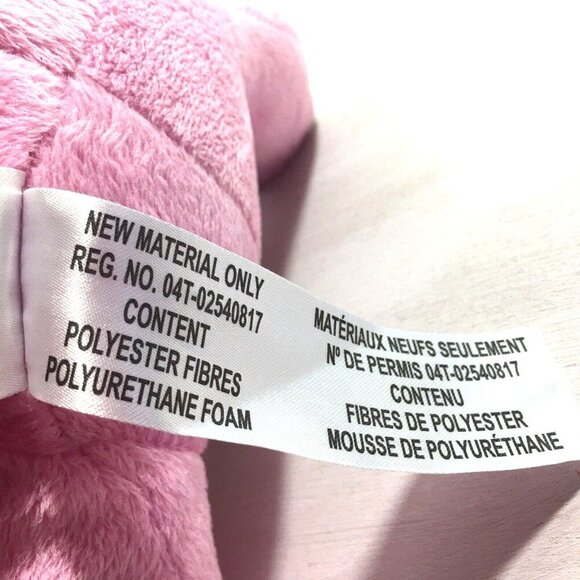 NEW MATERIAL ONLY
REG. NO. 04T-02540817
CONTENT
POLYESTER FIBRES
POLYURETHANE FOAM
MATÉRIAUX NEUFS SEULEMENT
Nº DE PERMIS 04T-02540817
CONTENU
FIBRES DE POLYESTER
MOUSSE DE POLYURÉTHANE